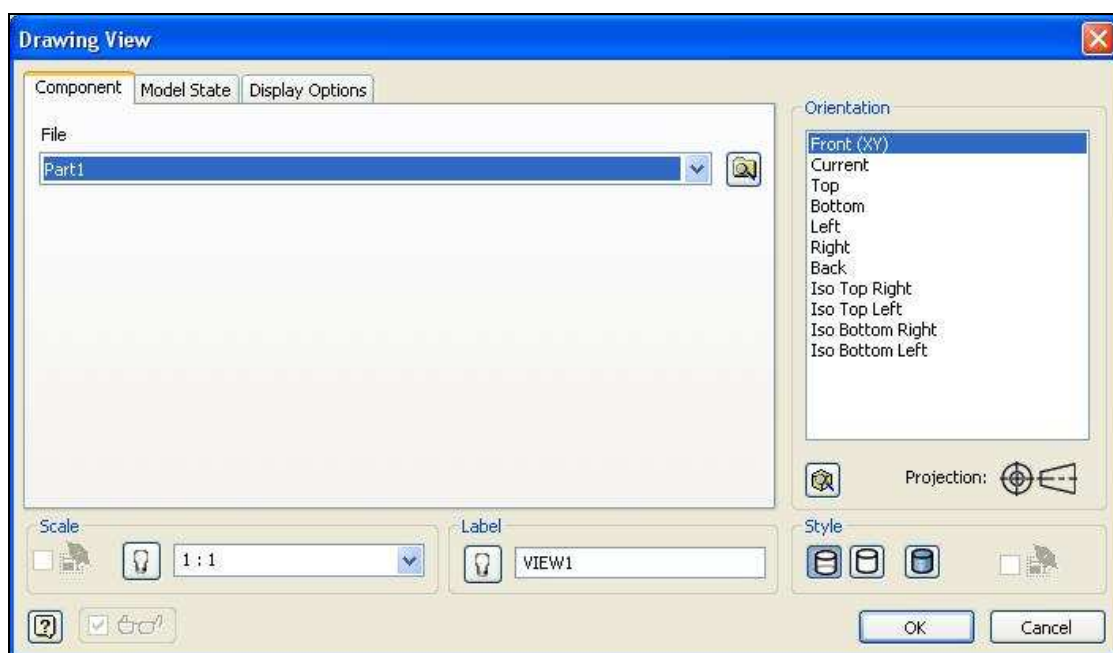 Drawing View
Component Model State Display Options
File
Part1
Orientation
Front (XY)
Current
Top
Bottom
Left
Right
Back
Iso Top Right
Iso Top Left
Iso Bottom Right
Iso Bottom Left
Projection:
Scale
1 : 1
Label
VIEW1
Style
OK Cancel